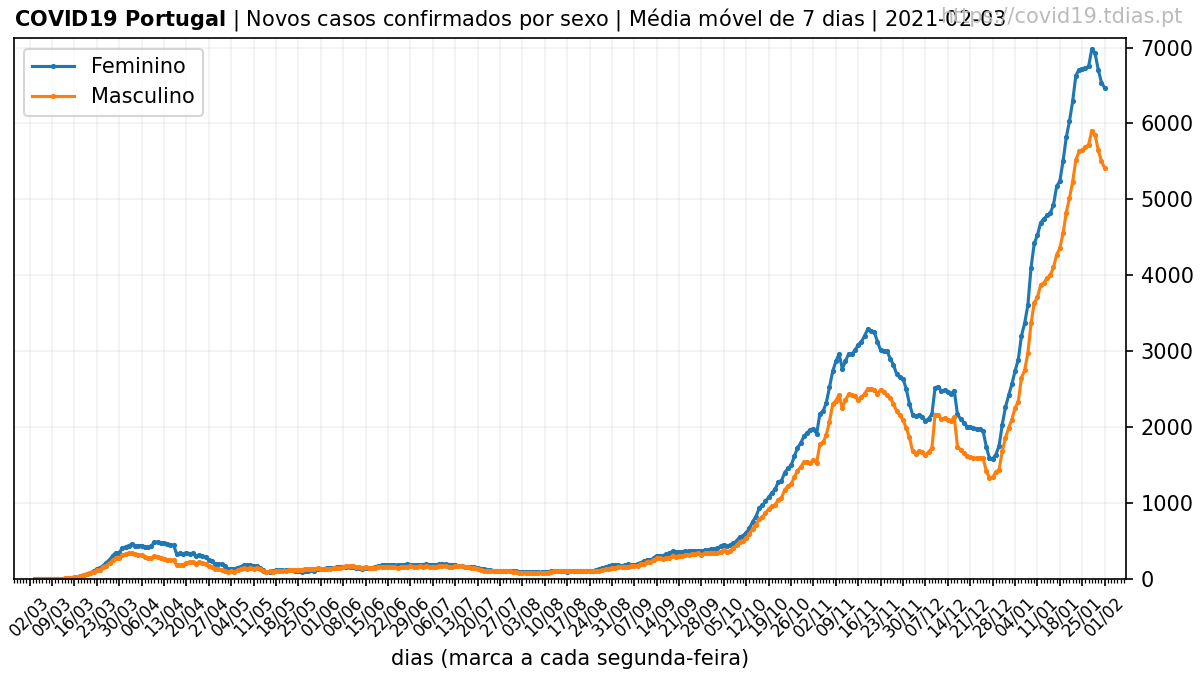 COVID19 Portugal | Novos casos confirmados por sexo | Média móvel de 7 dias | 2021-02-03
https://covid19.tdias.pt
Feminino
Masculino
7000
6000
5000
4000
3000
2000
1000
0
02/03 09/03 16/03 23/03 30/03 06/04 13/04 20/04 27/04 04/05 11/05 18/05 25/05 01/06 08/06 15/06 22/06 29/06 06/07 13/07 20/07 27/07 03/08 10/08 17/08 24/08 31/08 07/09 14/09 21/09 28/09 05/10 12/10 19/10 26/10 02/11 09/11 16/11 23/11 30/11 07/12 14/12 21/12 28/12 04/01 11/01 18/01 25/01 01/02
dias (marca a cada segunda-feira)